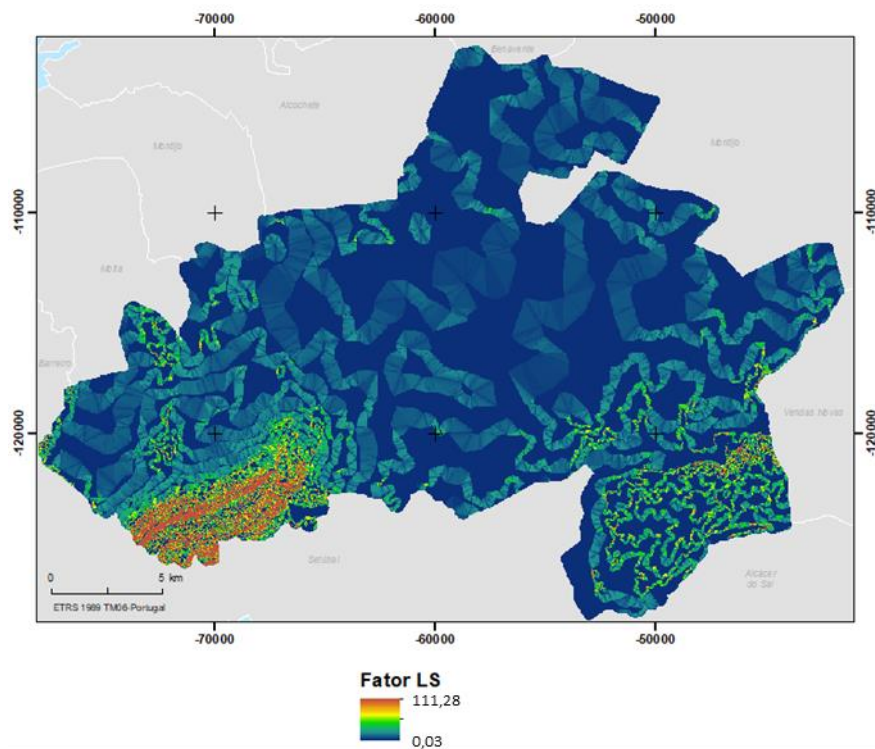 -70000 -60000 -50000
Benavente
Alcochete
Montijo
Montijo
-110000 -110000
Moita
Barreiro
Vendas Novas
-120000 -120000
Setúbal
Alcácer
do Sal
0 5 km
ETRS 1989 TM06-Portugal
-70000 -60000 -50000
Fator LS
111,28
0,03